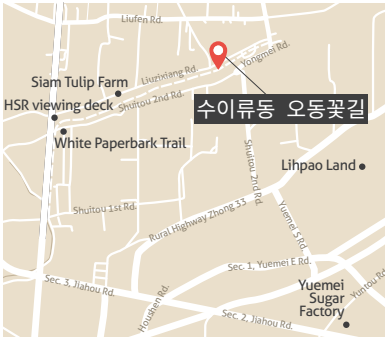 Liufen Rd.
Yongmei Rd.
Siam Tulip Farm
Liuzixiang Rd.
HSR viewing deck
Shuitou 2nd Rd.
수이류동 오동꽃길
White Paperbark Trail
Shuitou 2nd Rd.
Lihpao Land
Shuitou 1st Rd.
Rural Highway Zhong 33
Yuemei S Rd.
Sec. 1, Yuemei E Rd.
Sec. 3, Jiahou Rd.
Houshen Rd.
Yuemei
Sugar
Factory
Yuntou Rd.
Sec. 2, Jiahou Rd.